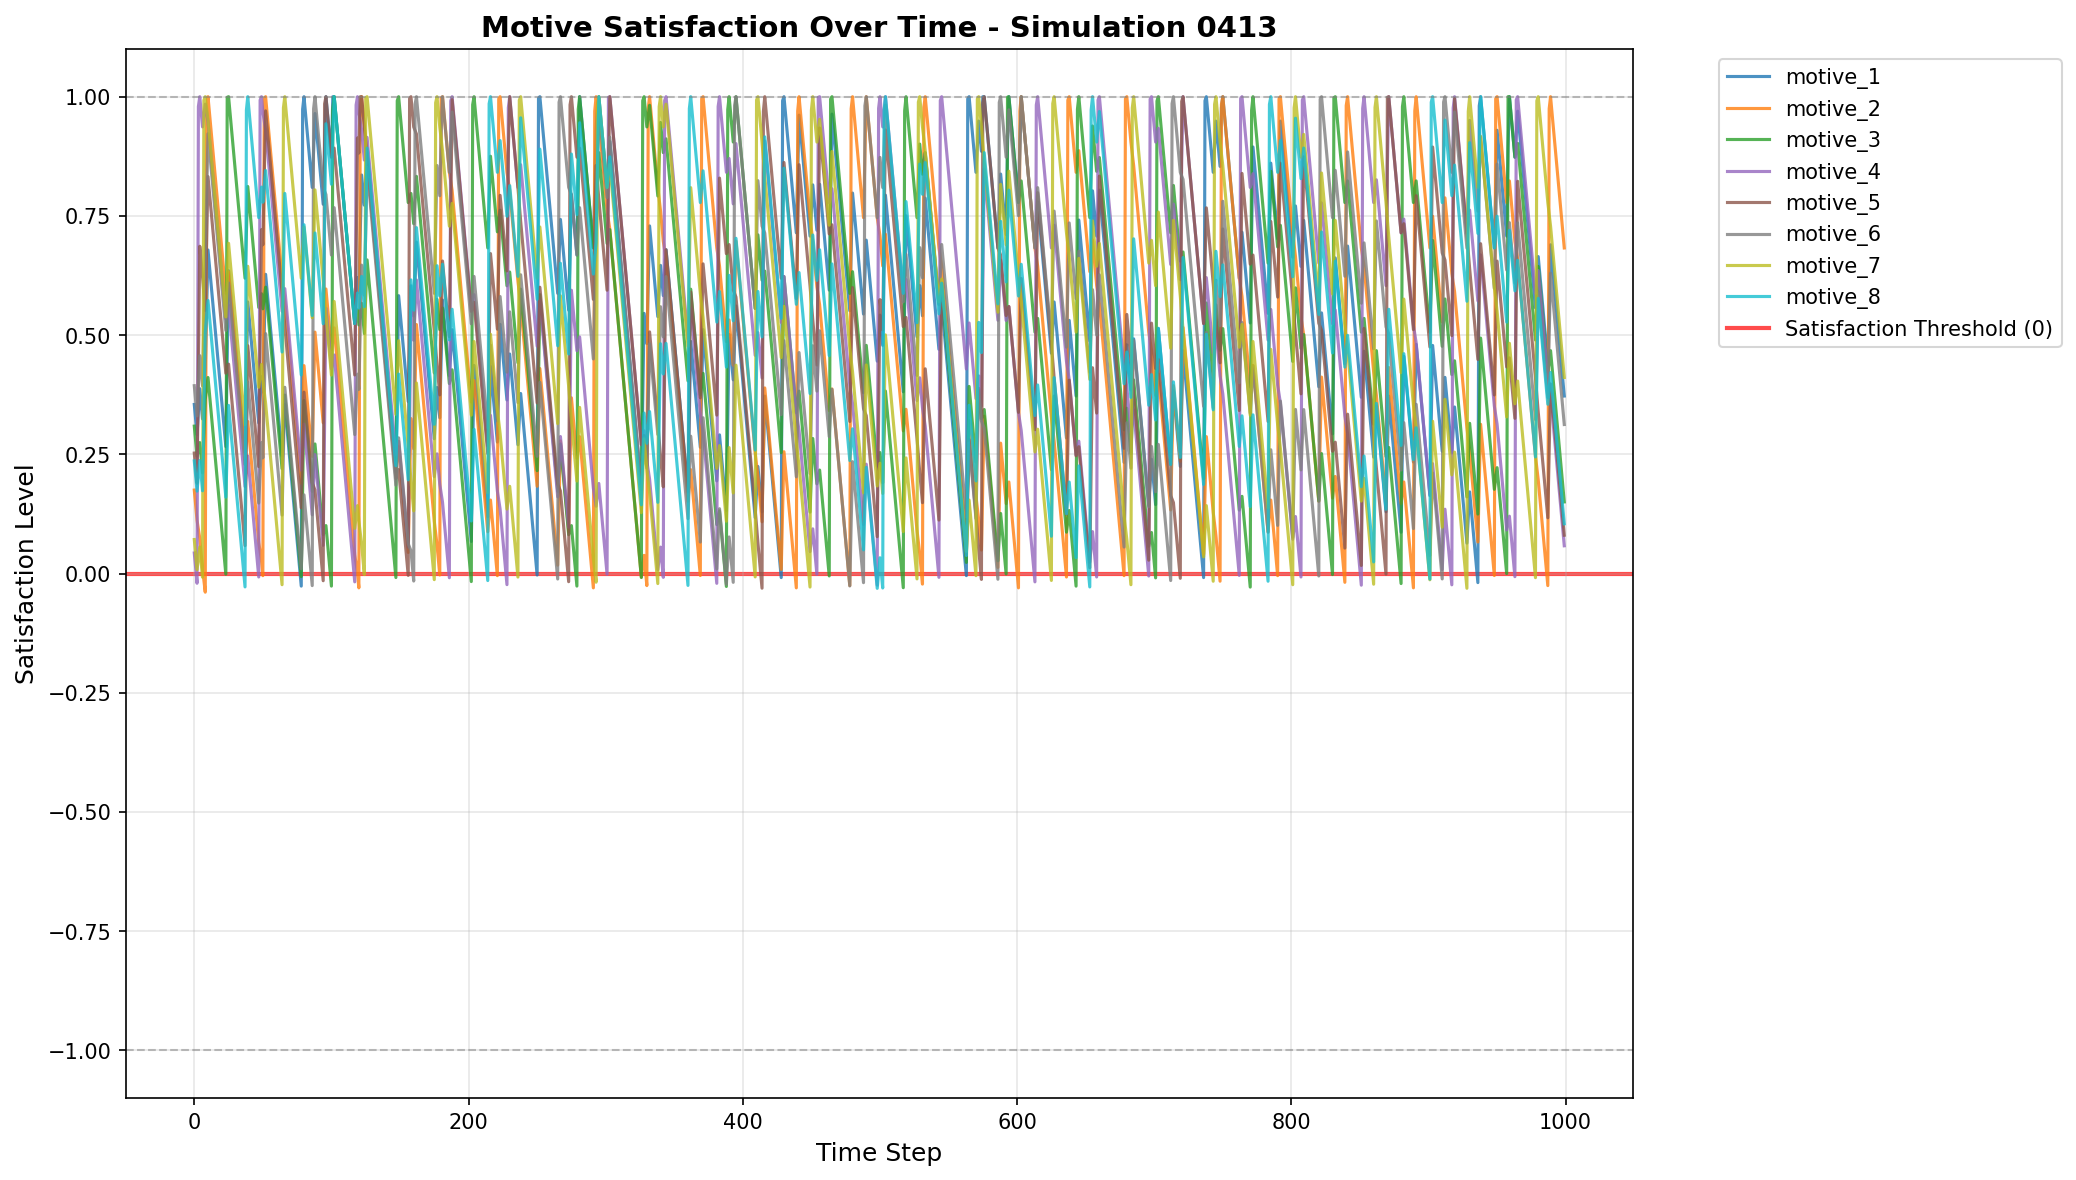 Motive Satisfaction Over Time - Simulation 0413
1.00
0.75
0.50
0.25
0.00
−0.25
−0.50
−0.75
−1.00
Satisfaction Level
0
200
400
600
800
1000
Time Step
motive_1
motive_2
motive_3
motive_4
motive_5
motive_6
motive_7
motive_8
Satisfaction Threshold (0)